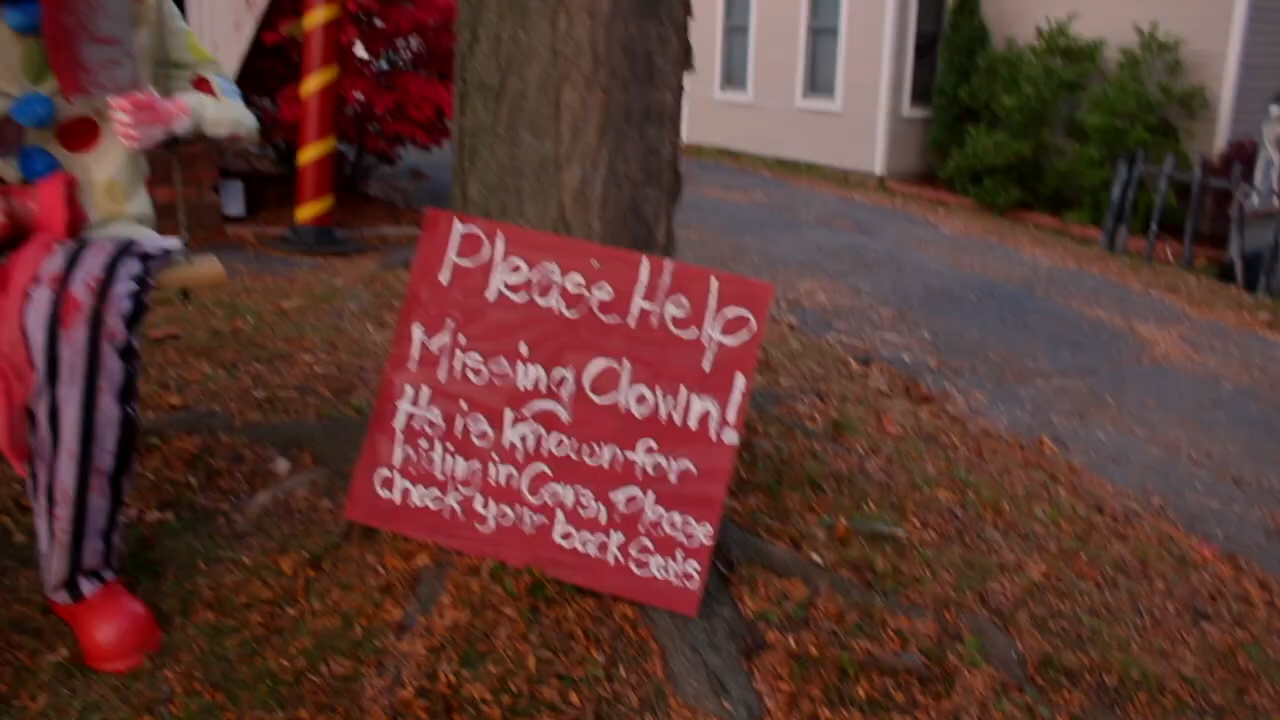 Please Help
Missing Clown!
He is known for
hiding in Cars, Please
check your back Seats